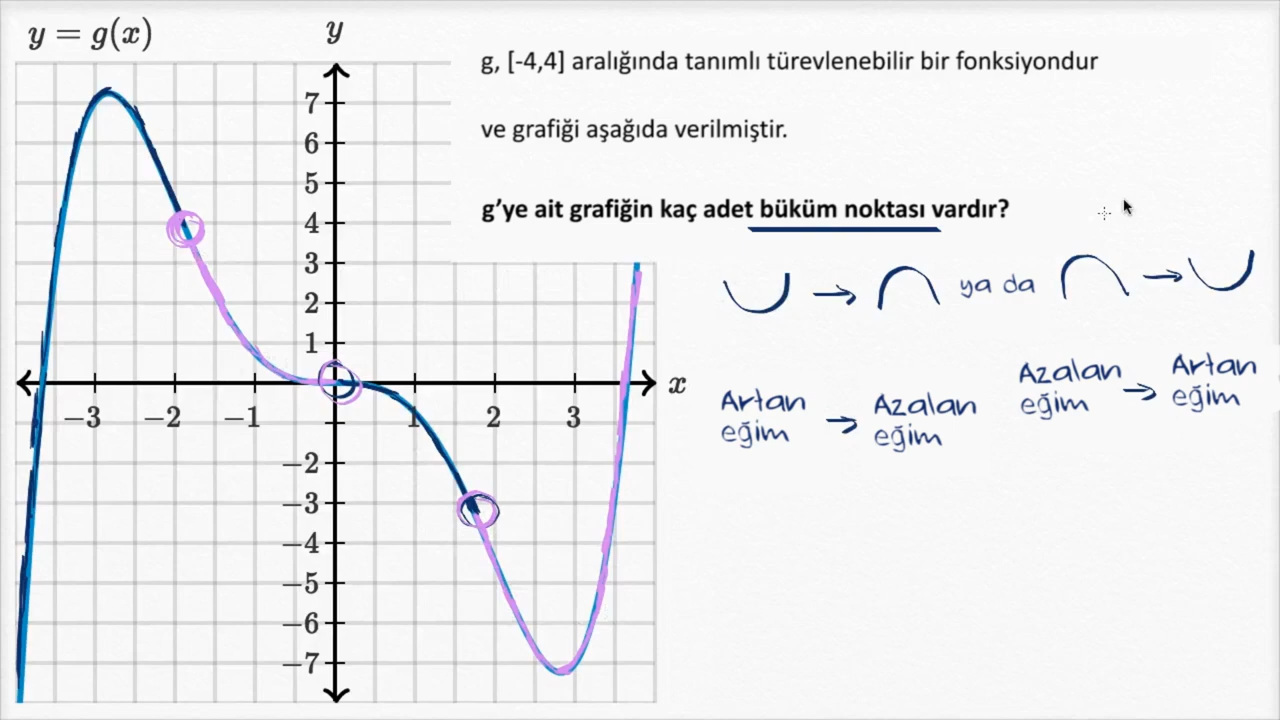 y = g(x)
y
g, [-4,4] aralığında tanımlı türevlenebilir bir fonksiyondur
ve grafiği aşağıda verilmiştir.
g’ye ait grafiğin kaç adet büküm noktası vardır?
ya da
Artan eğim → Azalan eğim
Azalan eğim → Artan eğim
7
6
5
4
3
2
1
x
−3 −2 −1 1 2 3
−2
−3
−4
−5
−6
−7